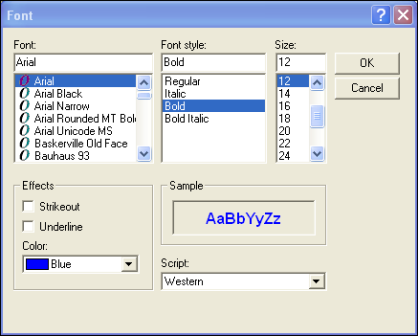 Font
Font: Font style: Size:
Arial Bold 12 OK
Arial Regular 12 Cancel
Arial Black Italic 14
Arial Narrow Bold 16
Arial Rounded MT Bol Bold Italic 18
Arial Unicode MS 20
Baskerville Old Face 22
Bauhaus 93 24
Effects Sample
Strikeout
Underline AaBbYyZz
Color:
Blue
Script:
Western